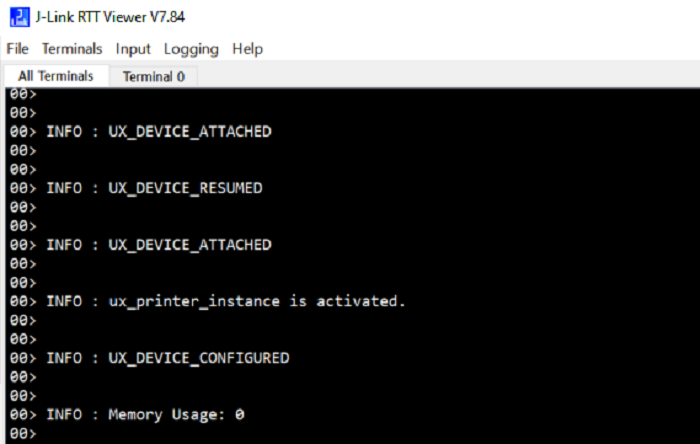 J-Link RTT Viewer V7.84
File Terminals Input Logging Help
All Terminals Terminal 0
00>
00>
00> INFO : UX_DEVICE_ATTACHED
00>
00>
00> INFO : UX_DEVICE_RESUMED
00>
00>
00> INFO : UX_DEVICE_ATTACHED
00>
00>
00> INFO : ux_printer_instance is activated.
00>
00>
00> INFO : UX_DEVICE_CONFIGURED
00>
00>
00> INFO : Memory Usage: 0
00>